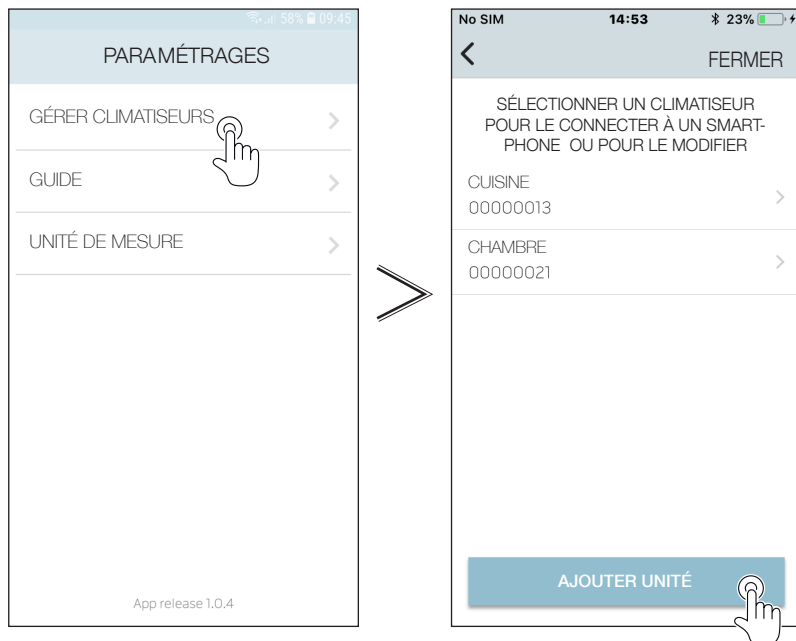 58% 09:45
PARAMÉTRAGES
GÉRER CLIMATISEURS
GUIDE
UNITÉ DE MESURE
App release 1.0.4
No SIM 14:53 23%
FERMER
SÉLECTIONNER UN CLIMATISEUR
POUR LE CONNECTER À UN SMART-
PHONE OU POUR LE MODIFIER
CUISINE
00000013
CHAMBRE
00000021
AJOUTER UNITÉ